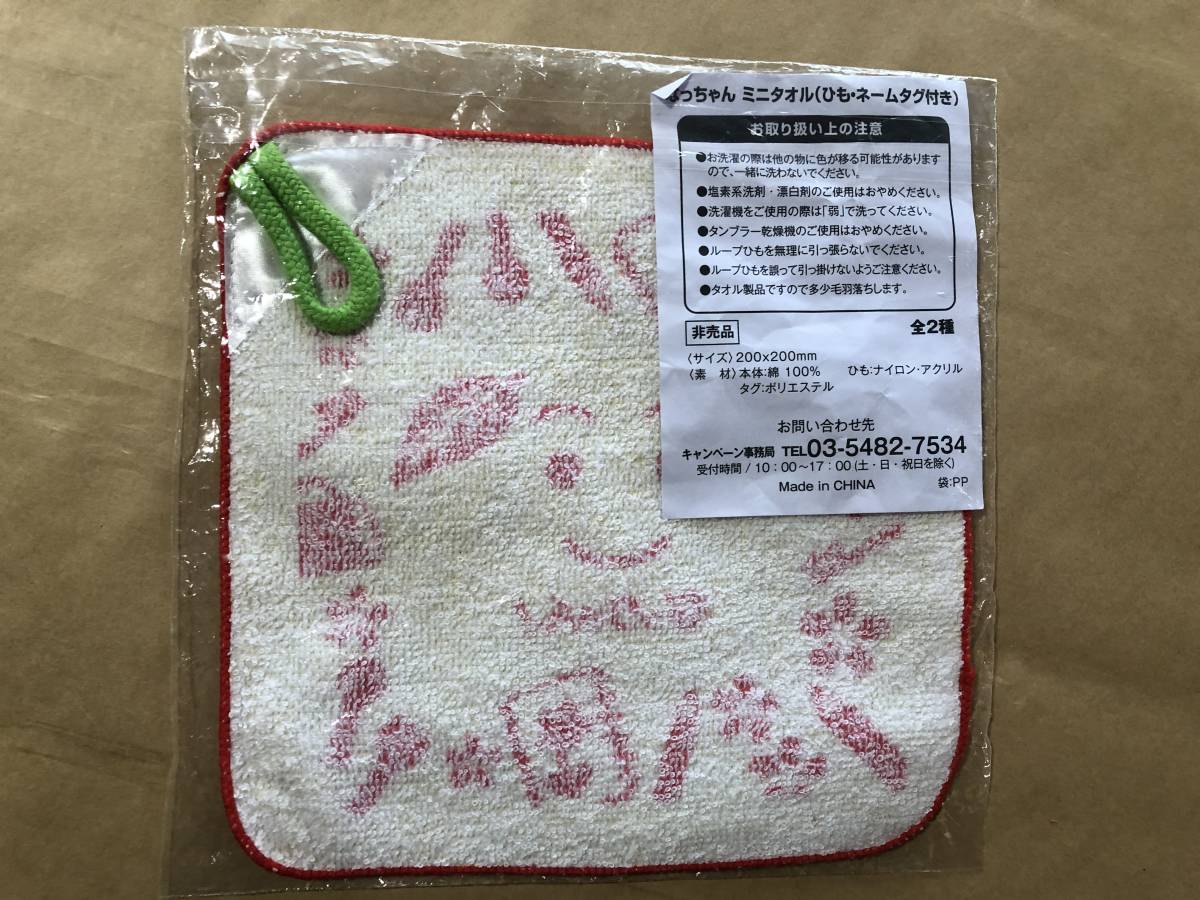 っちゃん ミニタオル(ひも・ネームタグ付き)
お取り扱い上の注意
●お洗濯の際は他の物に色が移る可能性があります
ので、一緒に洗わないでください。
●塩素系洗剤・漂白剤のご使用はおやめください。
●洗濯機をご使用の際は「弱」で洗ってください。
●タンブラー乾燥機のご使用はおやめください。
●ループひもを無理に引っ張らないでください。
●ループひもを誤って引っ掛けないようご注意ください。
●タオル製品ですので多少毛羽落ちします。
非売品 全2種
〈サイズ〉200x200mm
〈素 材〉本体:綿 100% ひも:ナイロン・アクリル
タグ:ポリエステル
お問い合わせ先
キャンペーン事務局 TEL03-5482-7534
受付時間 / 10:00〜17:00 (土・日・祝日を除く)
Made in CHINA 袋:PP